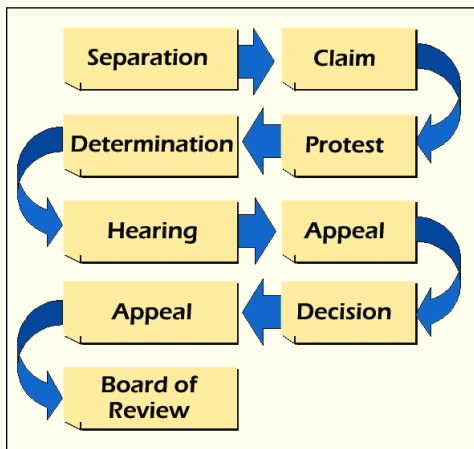 Separation
Claim
Protest
Determination
Hearing
Appeal
Decision
Appeal
Board of
Review